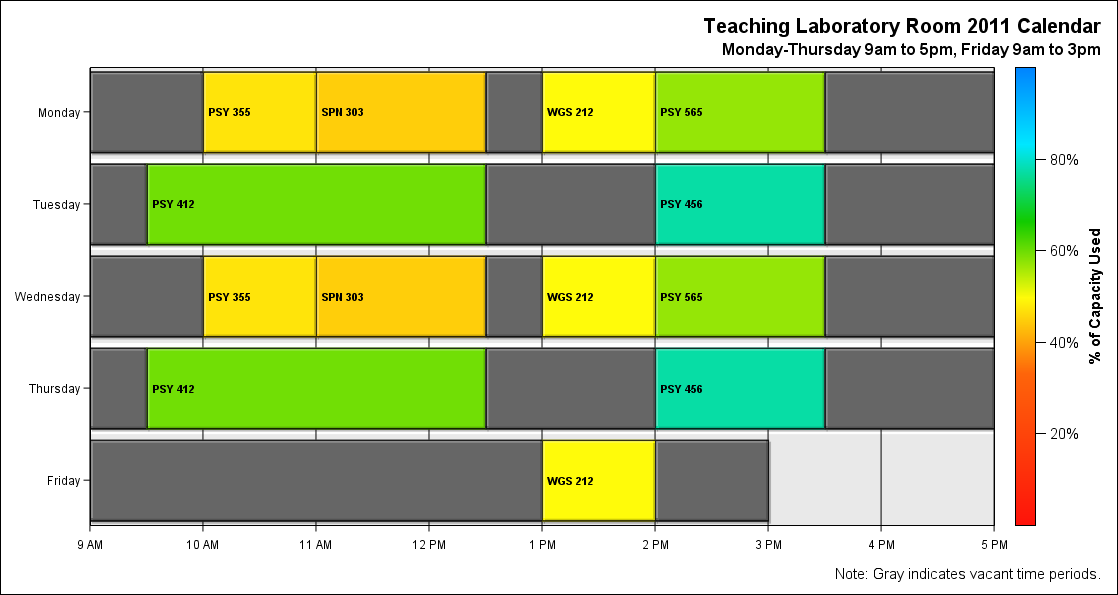 Teaching Laboratory Room 2011 Calendar
Monday-Thursday 9am to 5pm, Friday 9am to 3pm
Monday
PSY 355
SPN 303
WGS 212
PSY 565
Tuesday
PSY 412
PSY 456
Wednesday
PSY 355
SPN 303
WGS 212
PSY 565
Thursday
PSY 412
PSY 456
Friday
WGS 212
9 AM
10 AM
11 AM
12 PM
1 PM
2 PM
3 PM
4 PM
5 PM
80%
60%
40%
20%
% of Capacity Used
Note: Gray indicates vacant time periods.